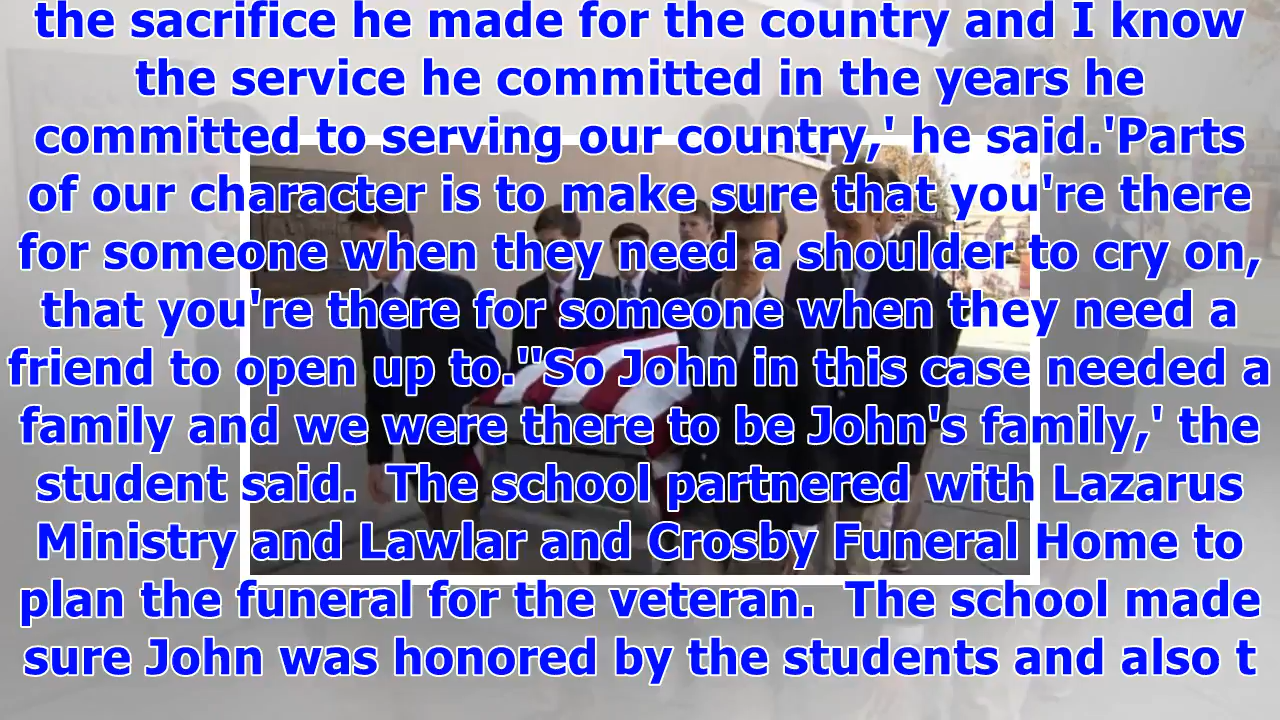 the sacrifice he made for the country and I know
the service he committed in the years he
committed to serving our country,' he said.'Parts
of our character is to make sure that you're there
for someone when they need a shoulder to cry on,
that you're there for someone when they need a
friend to open up to.''So John in this case needed a
family and we were there to be John's family,' the
student said.  The school partnered with Lazarus
Ministry and Lawlar and Crosby Funeral Home to
plan the funeral for the veteran.  The school made
sure John was honored by the students and also t